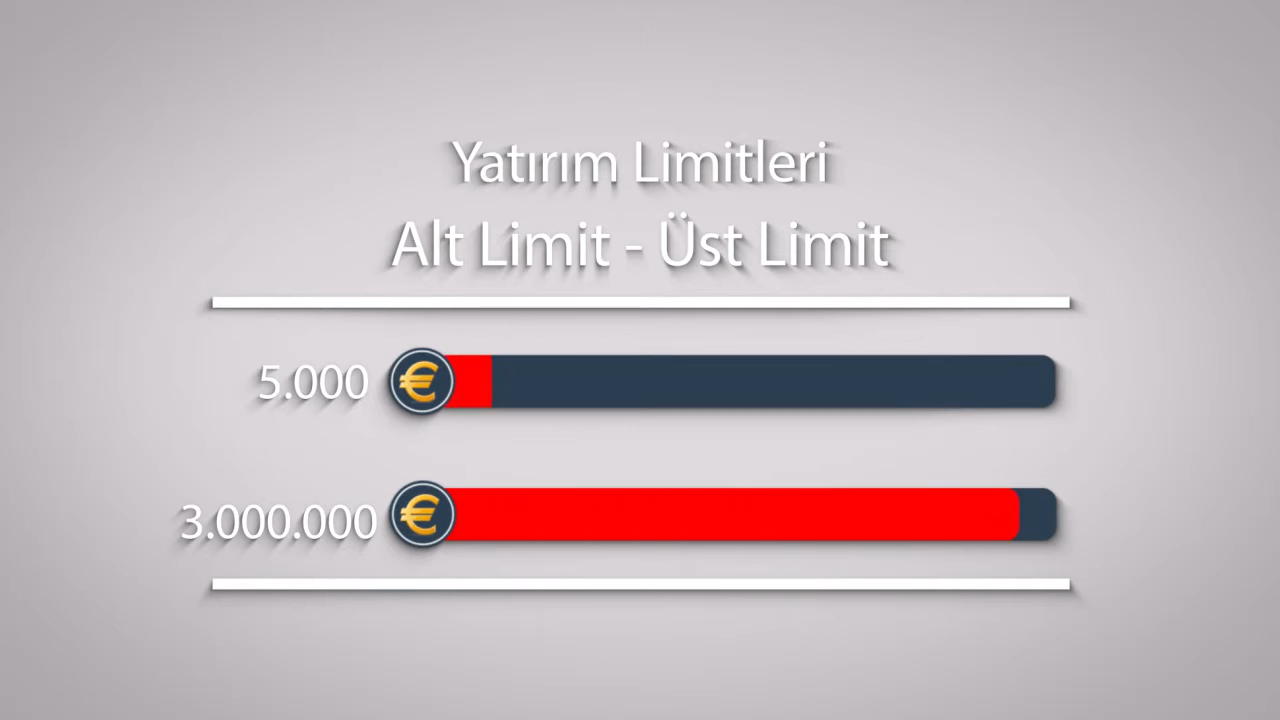 Yatırım Limitleri
Alt Limit - Üst Limit
5.000 €
3.000.000 €